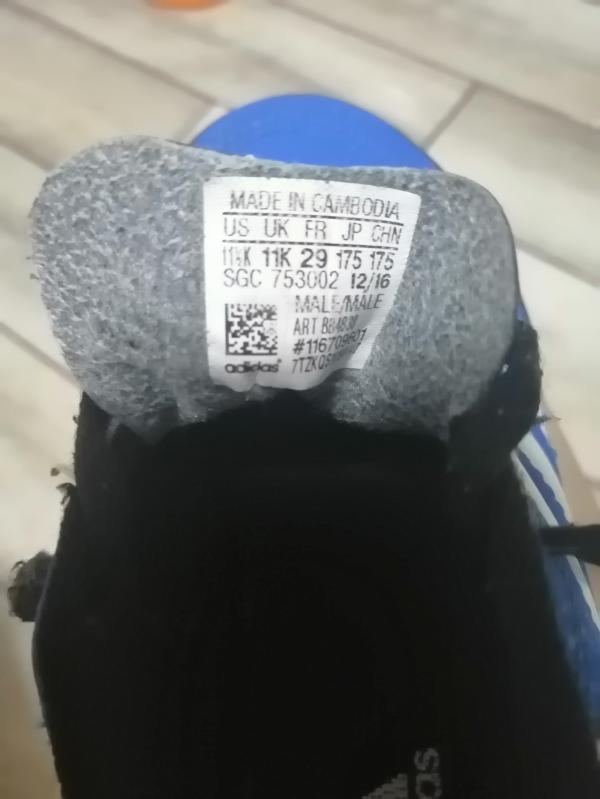 MADE IN CAMBODIA
US UK FR JP CHN
11½K 11K 29 175 175
SGC 753002 12/16
MALE/MALE
ART
adidas